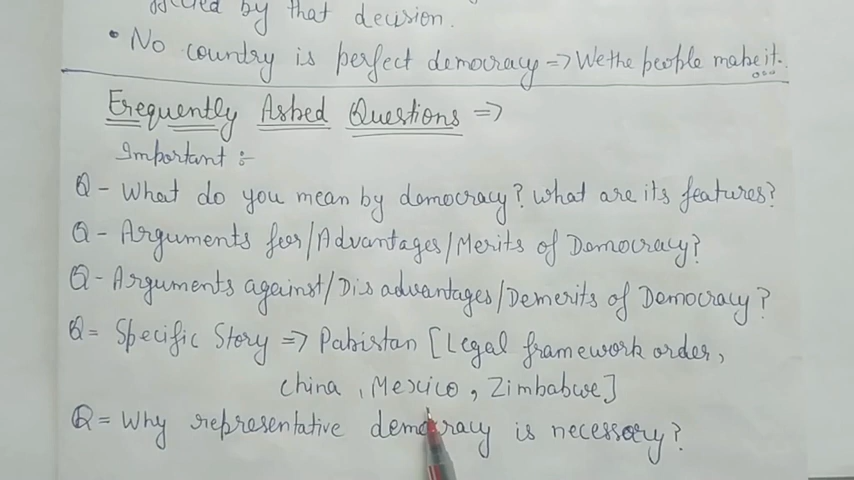 by that decision.
• No country is perfect democracy => We the people make it...
Frequently Asked Questions =>
Important :-
Q - What do you mean by democracy? what are its features?
Q - Arguments for/Advantages/Merits of Democracy?
Q - Arguments against/Disadvantages/Demerits of Democracy?
Q = Specific Story => Pakistan [Legal framework order,
China, Mexico, Zimbabwe]
Q = Why representative democracy is necessary?